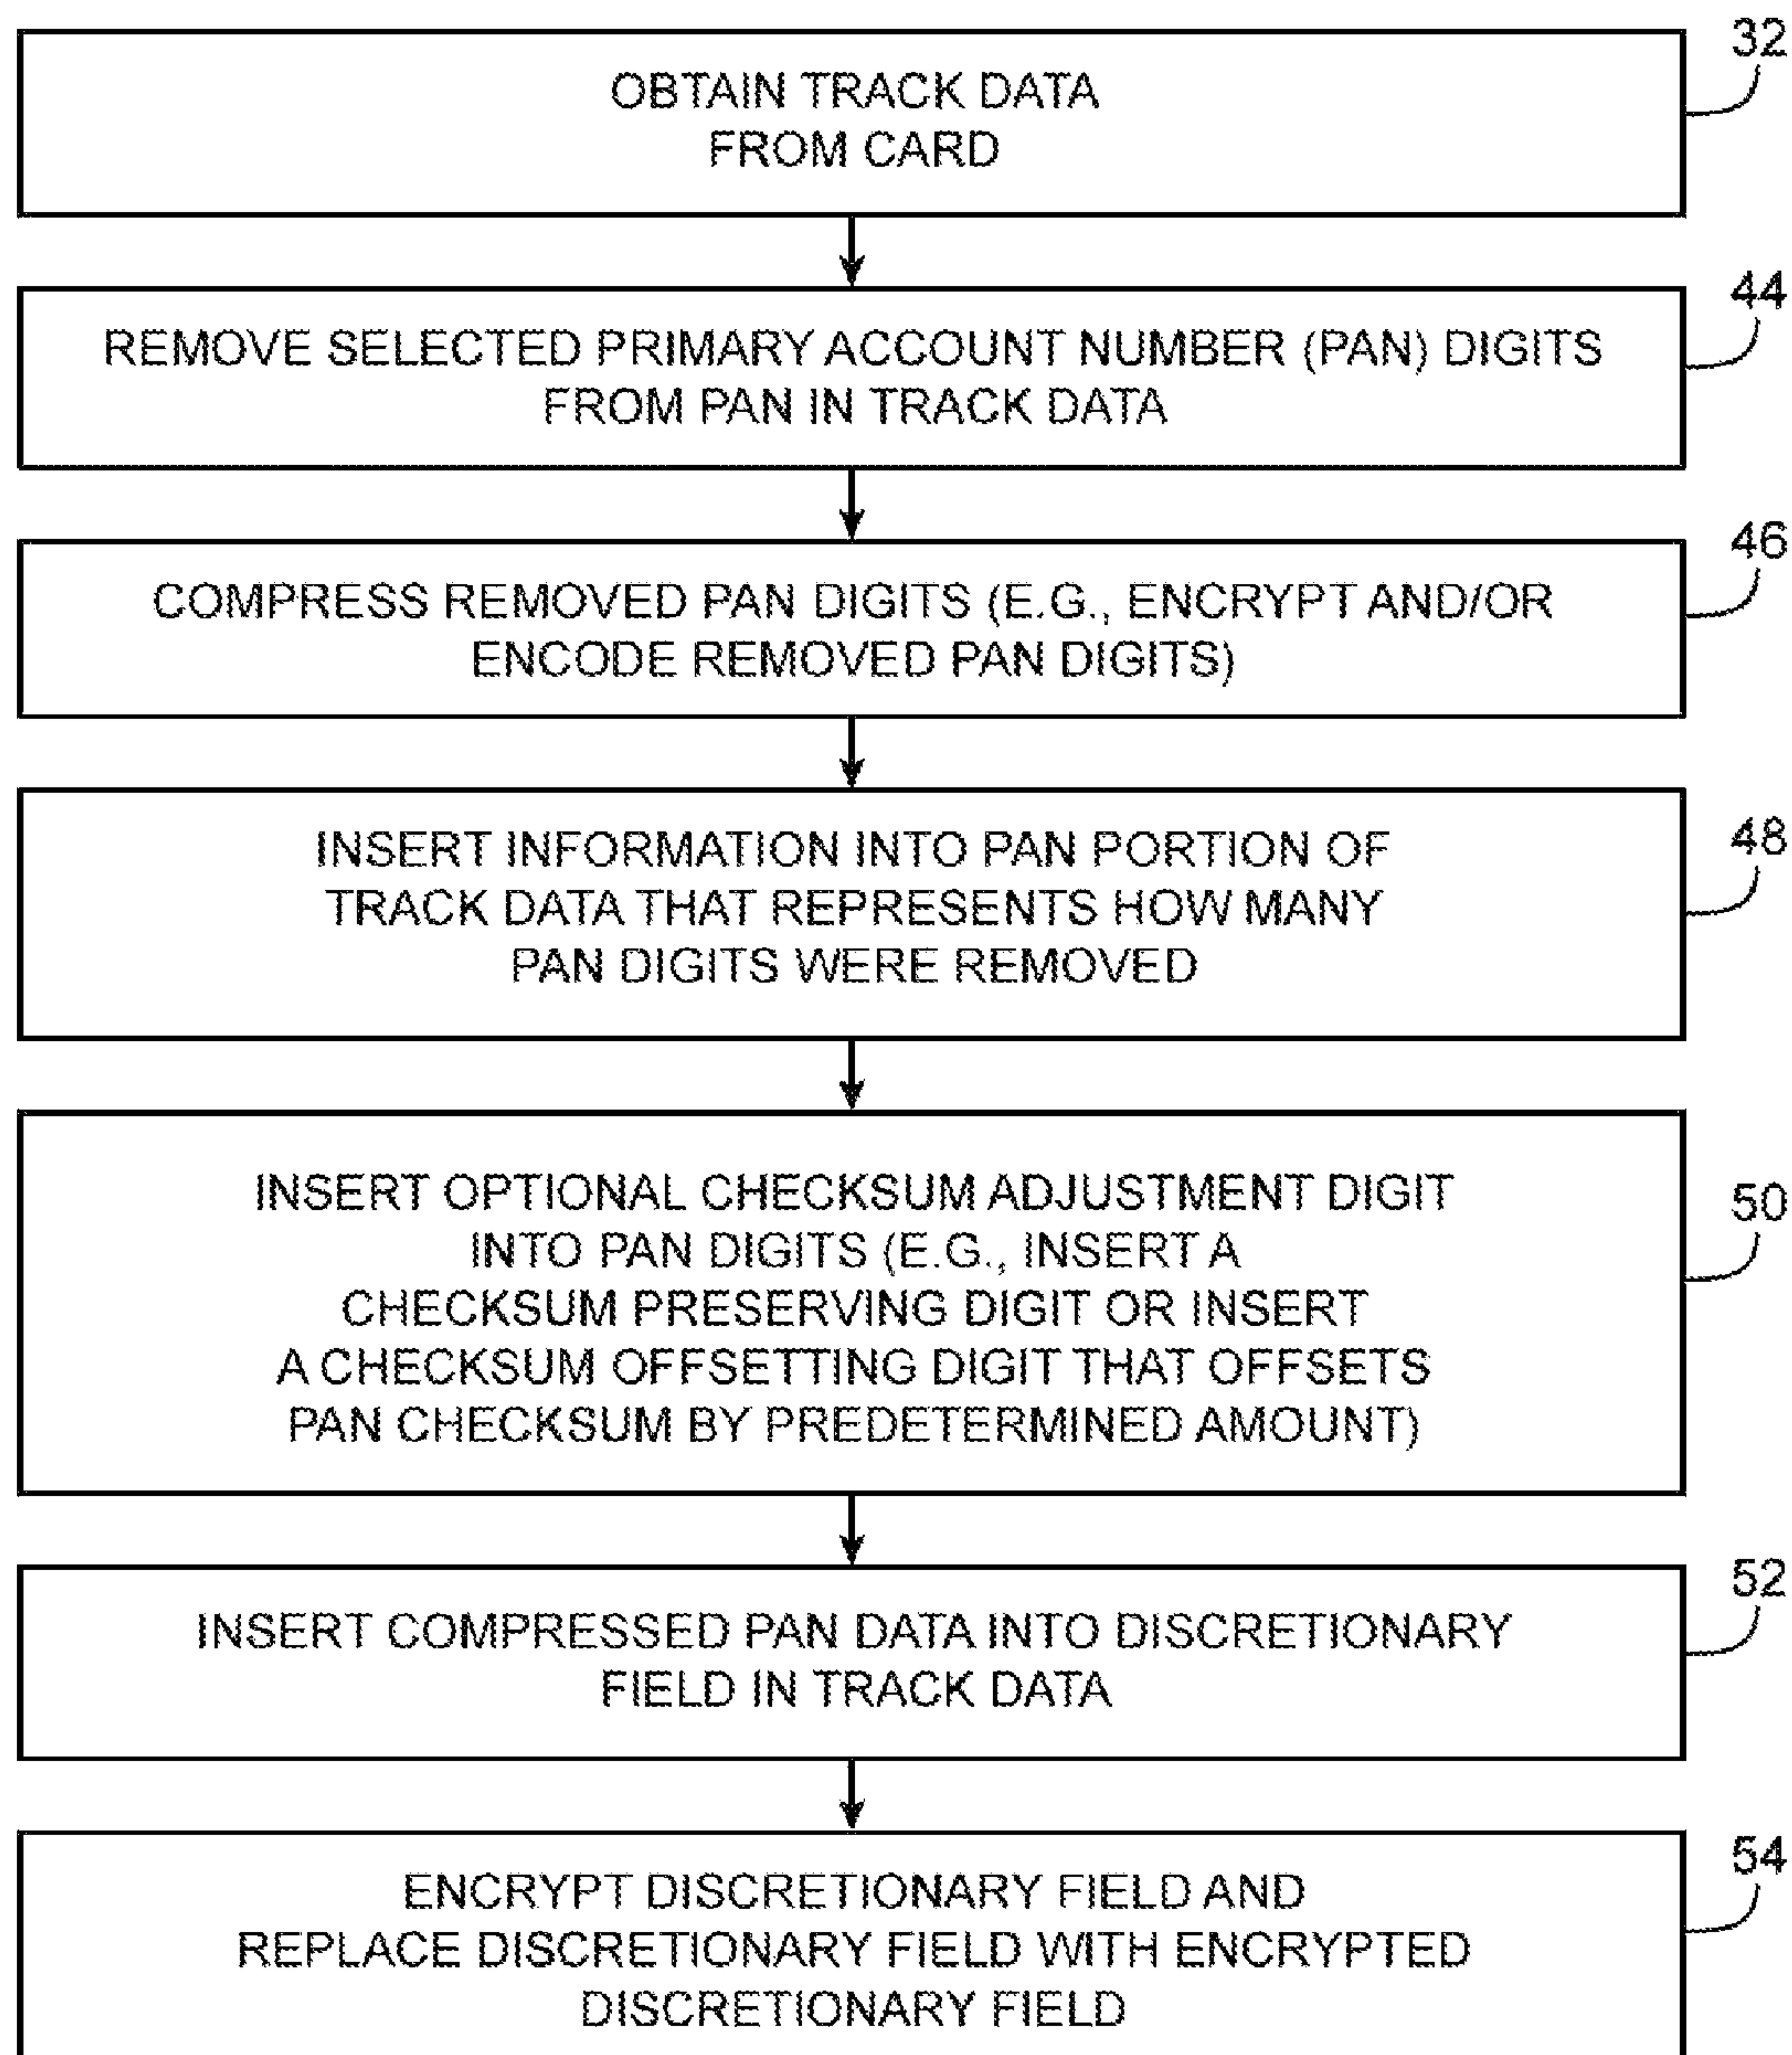 32
OBTAIN TRACK DATA
FROM CARD
44
REMOVE SELECTED PRIMARY ACCOUNT NUMBER (PAN) DIGITS
FROM PAN IN TRACK DATA
46
COMPRESS REMOVED PAN DIGITS (E.G., ENCRYPT AND/OR
ENCODE REMOVED PAN DIGITS)
48
INSERT INFORMATION INTO PAN PORTION OF
TRACK DATA THAT REPRESENTS HOW MANY
PAN DIGITS WERE REMOVED
50
INSERT OPTIONAL CHECKSUM ADJUSTMENT DIGIT
INTO PAN DIGITS (E.G., INSERT A
CHECKSUM PRESERVING DIGIT OR INSERT
A CHECKSUM OFFSETTING DIGIT THAT OFFSETS
PAN CHECKSUM BY PREDETERMINED AMOUNT)
52
INSERT COMPRESSED PAN DATA INTO DISCRETIONARY
FIELD IN TRACK DATA
54
ENCRYPT DISCRETIONARY FIELD AND
REPLACE DISCRETIONARY FIELD WITH ENCRYPTED
DISCRETIONARY FIELD